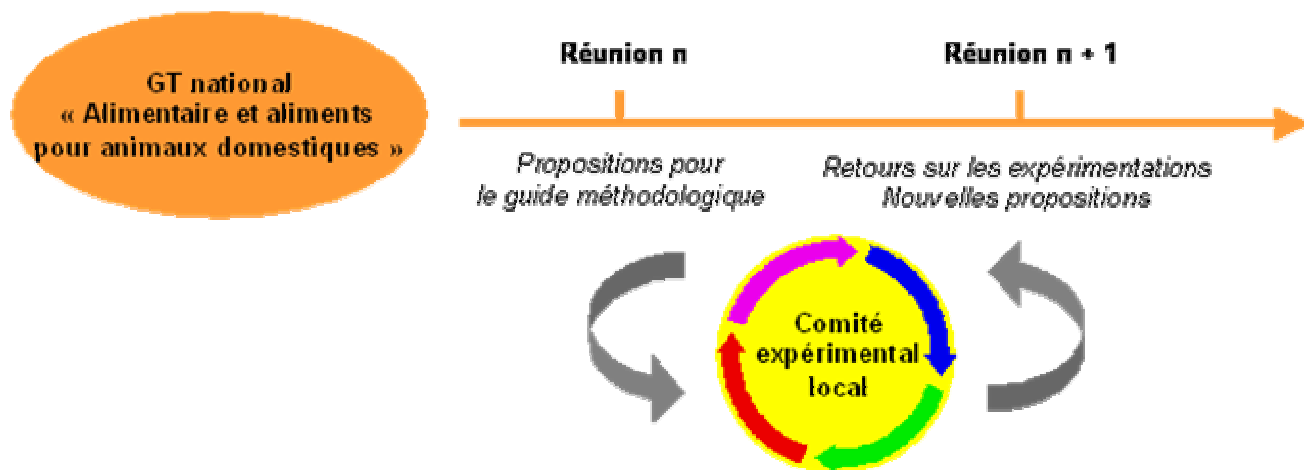 GT national
« Alimentaire et aliments
pour animaux domestiques »
Réunion n
Réunion n + 1
Propositions pour
le guide méthodologique
Retours sur les expérimentations
Nouvelles propositions
Comité
expérimental
local